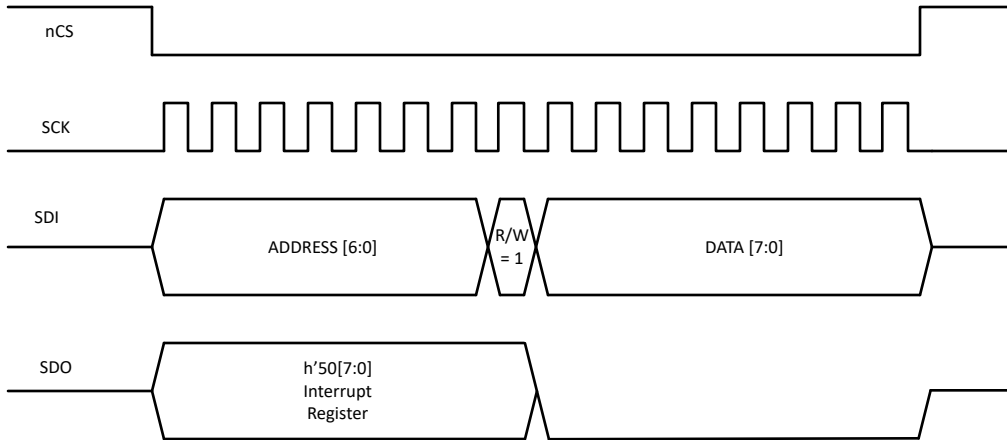 nCS
SCK
SDI
ADDRESS [6:0]
R/W
= 1
DATA [7:0]
SDO
h’50[7:0]
Interrupt
Register